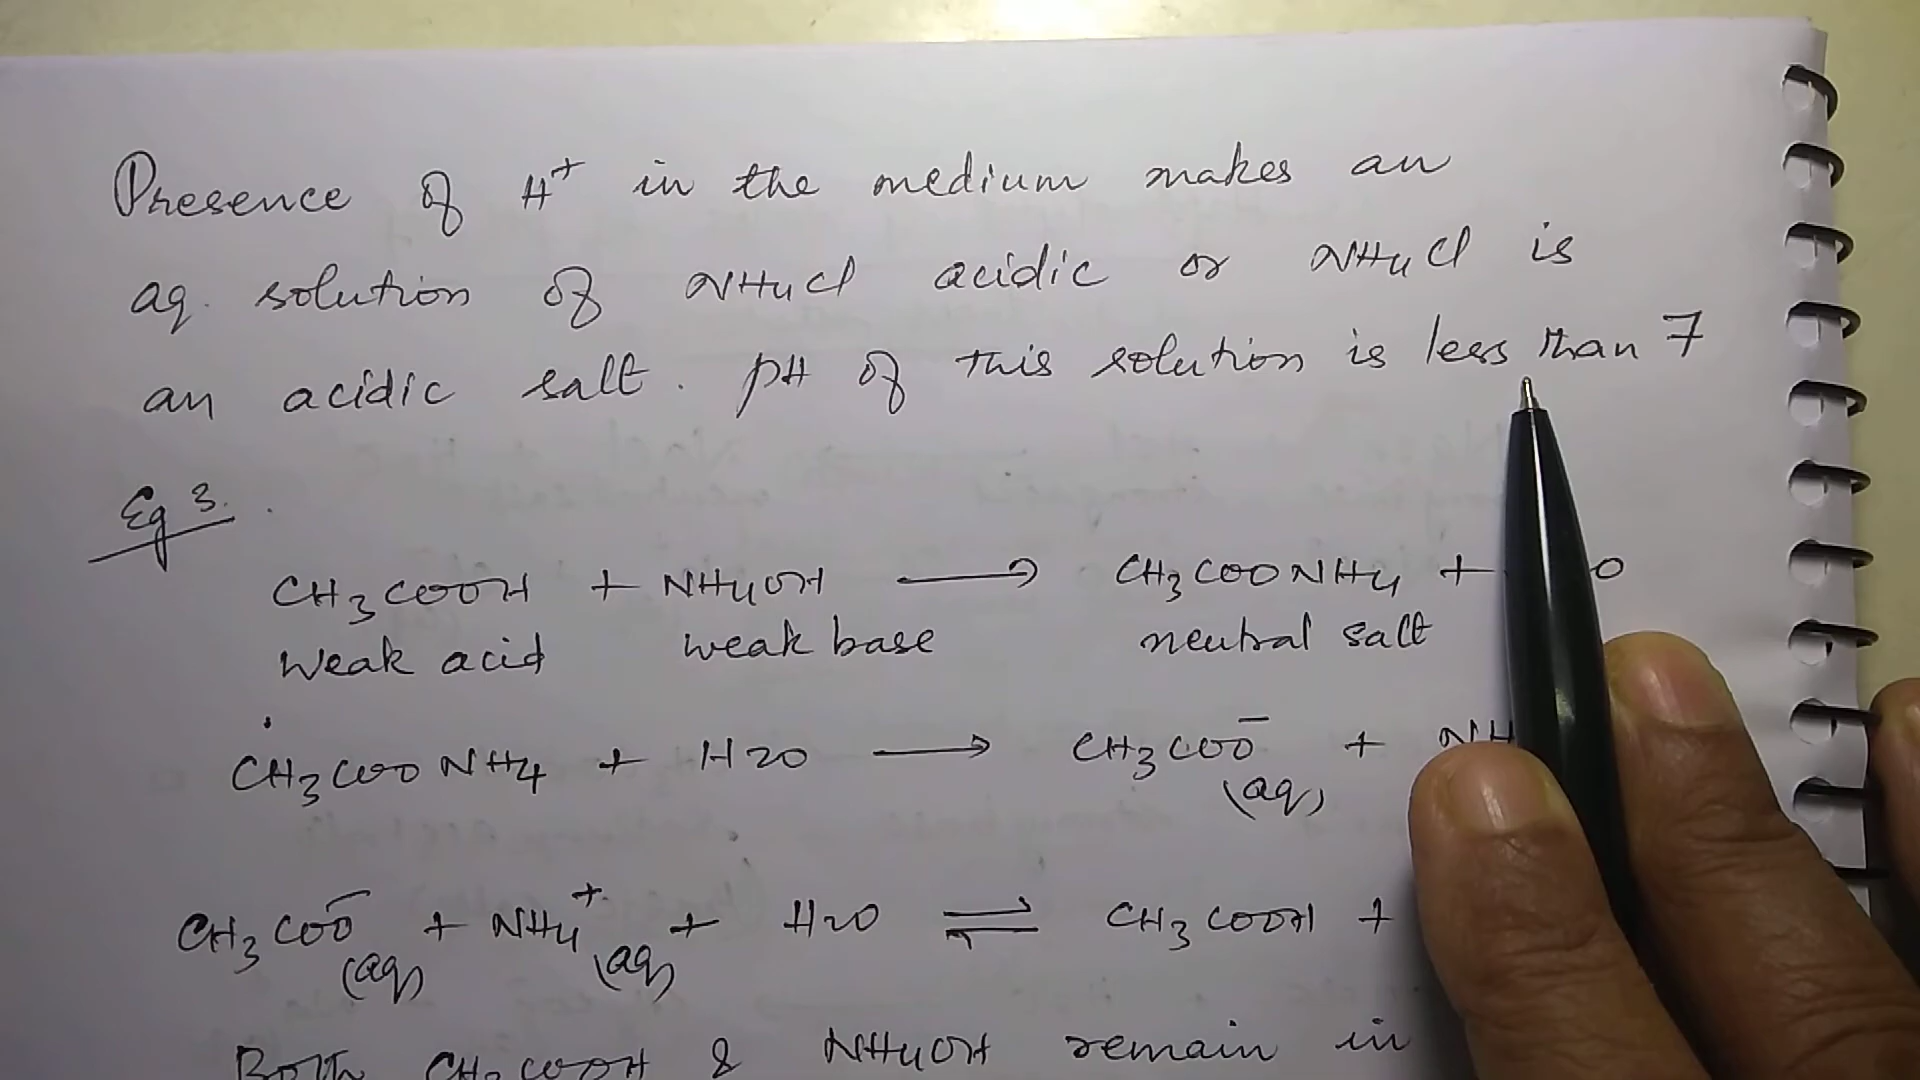 Presence of H⁺ in the medium makes an
aq. solution of NH₄Cl acidic or NH₄Cl is
an acidic salt. pH of this solution is less than 7
Eg 3.
CH₃COOH + NH₄OH ⟶ CH₃COONH₄ + O
weak acid weak base neutral salt
CH₃COONH₄ + H₂O ⟶ CH₃COO⁻ (aq) + NH
CH₃COO⁻ (aq) + NH₄⁺ (aq) + H₂O ⇌ CH₃COOH +
Both CH₃COOH & NH₄OH remain in